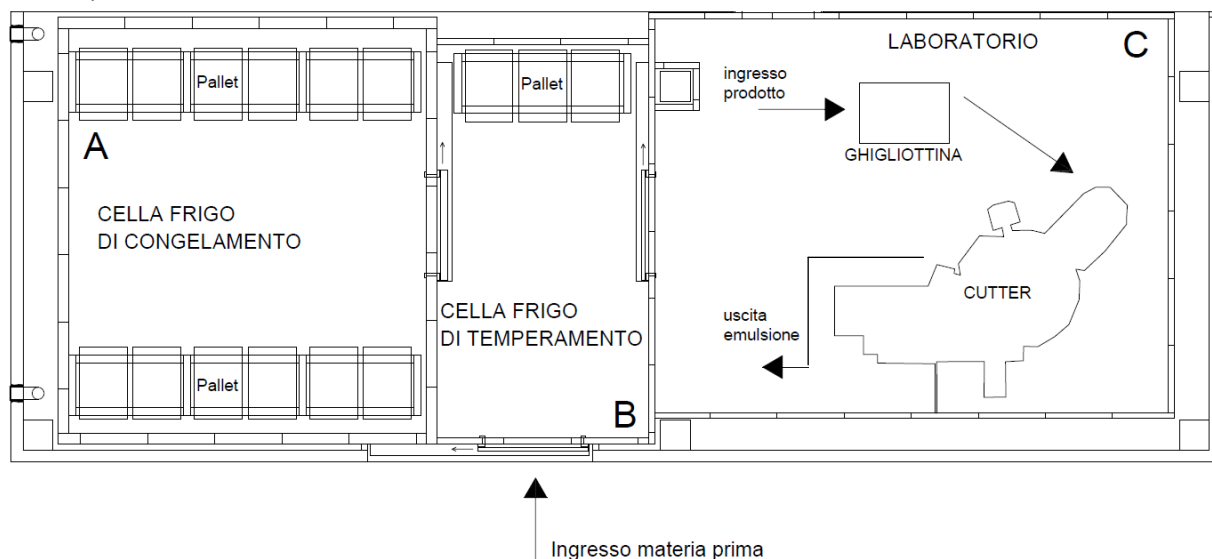 A
Pallet
CELLA FRIGO
DI CONGELAMENTO
Pallet
Pallet
CELLA FRIGO
DI TEMPERAMENTO
B
LABORATORIO
C
ingresso
prodotto
GHIGLIOTTINA
CUTTER
uscita
emulsione
Ingresso materia prima